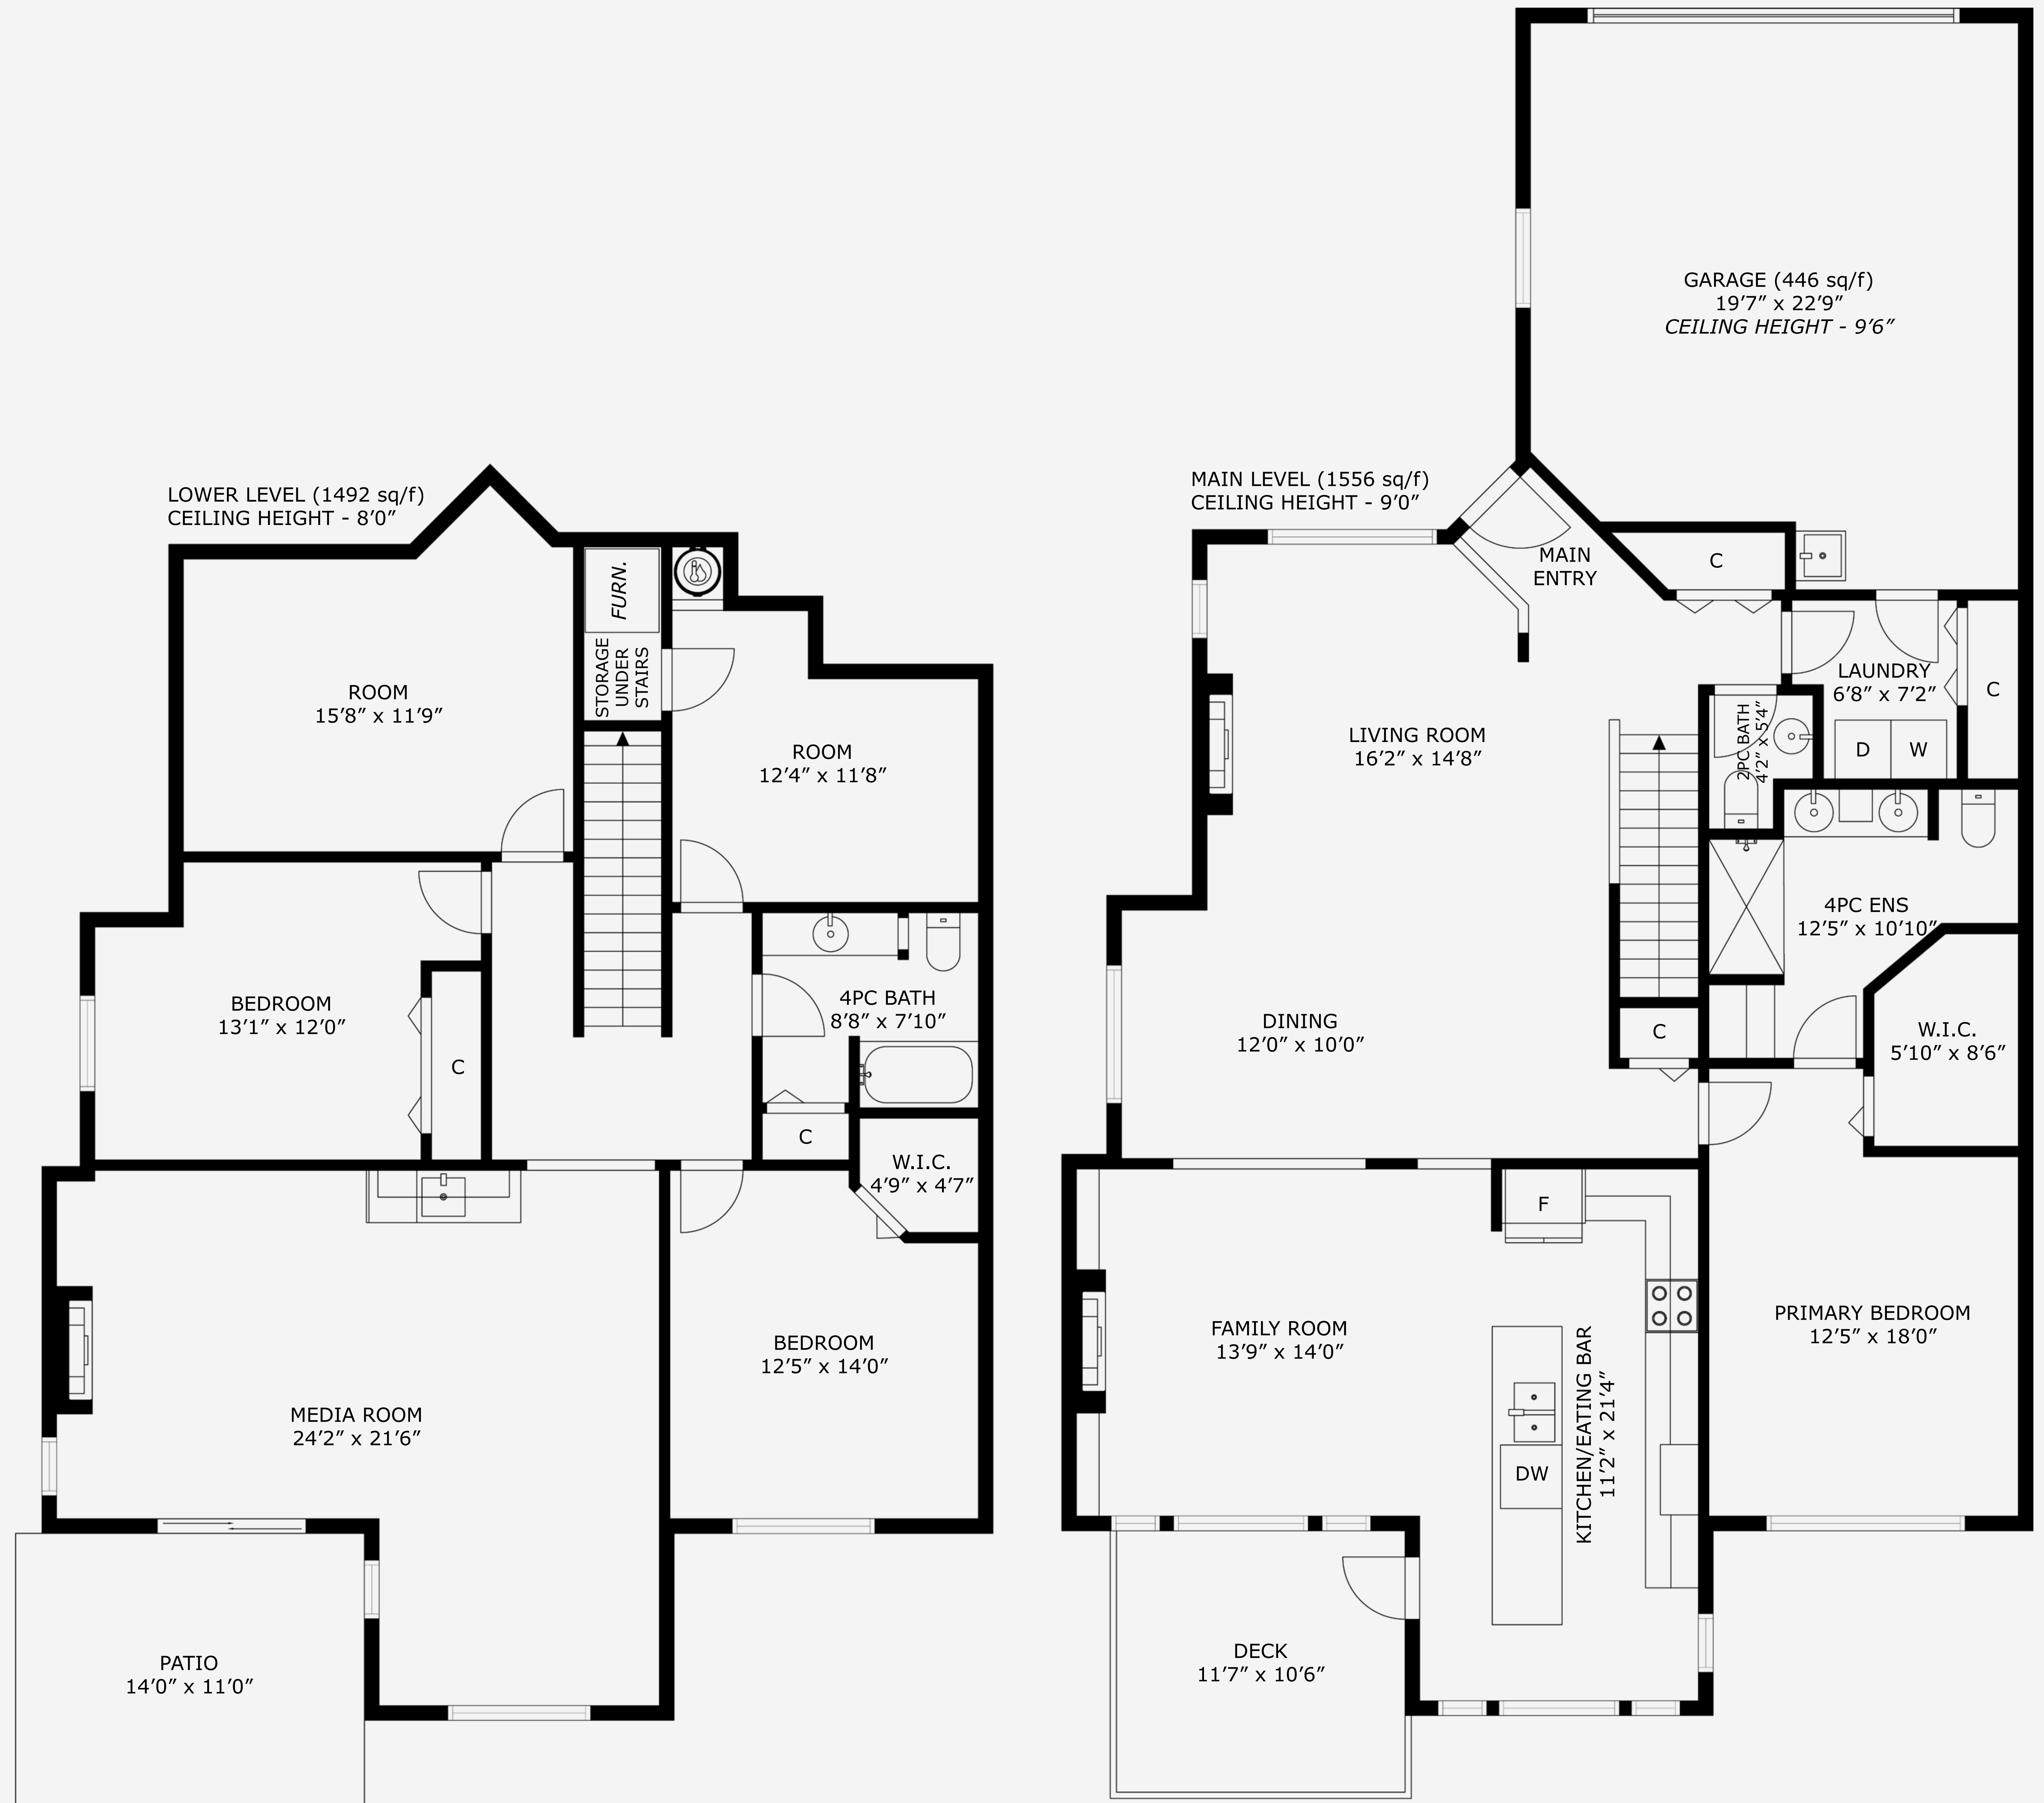 LOWER LEVEL (1492 sq/f)
CEILING HEIGHT - 8’0”
FURN.
STORAGE
UNDER
STAIRS
ROOM
15’8” x 11’9”
ROOM
12’4” x 11’8”
BEDROOM
13’1” x 12’0”
C
4PC BATH
8’8” x 7’10”
C
W.I.C.
4’9” x 4’7”
BEDROOM
12’5” x 14’0”
MEDIA ROOM
24’2” x 21’6”
PATIO
14’0” x 11’0”
GARAGE (446 sq/f)
19’7” x 22’9”
CEILING HEIGHT - 9’6”
MAIN LEVEL (1556 sq/f)
CEILING HEIGHT - 9’0”
MAIN
ENTRY
C
LAUNDRY
6’8” x 7’2”
C
D
W
2PC BATH
4’2” x 5’4”
LIVING ROOM
16’2” x 14’8”
4PC ENS
12’5” x 10’10”
DINING
12’0” x 10’0”
C
W.I.C.
5’10” x 8’6”
F
FAMILY ROOM
13’9” x 14’0”
KITCHEN/EATING BAR
11’2” x 21’4”
DW
PRIMARY BEDROOM
12’5” x 18’0”
DECK
11’7” x 10’6”